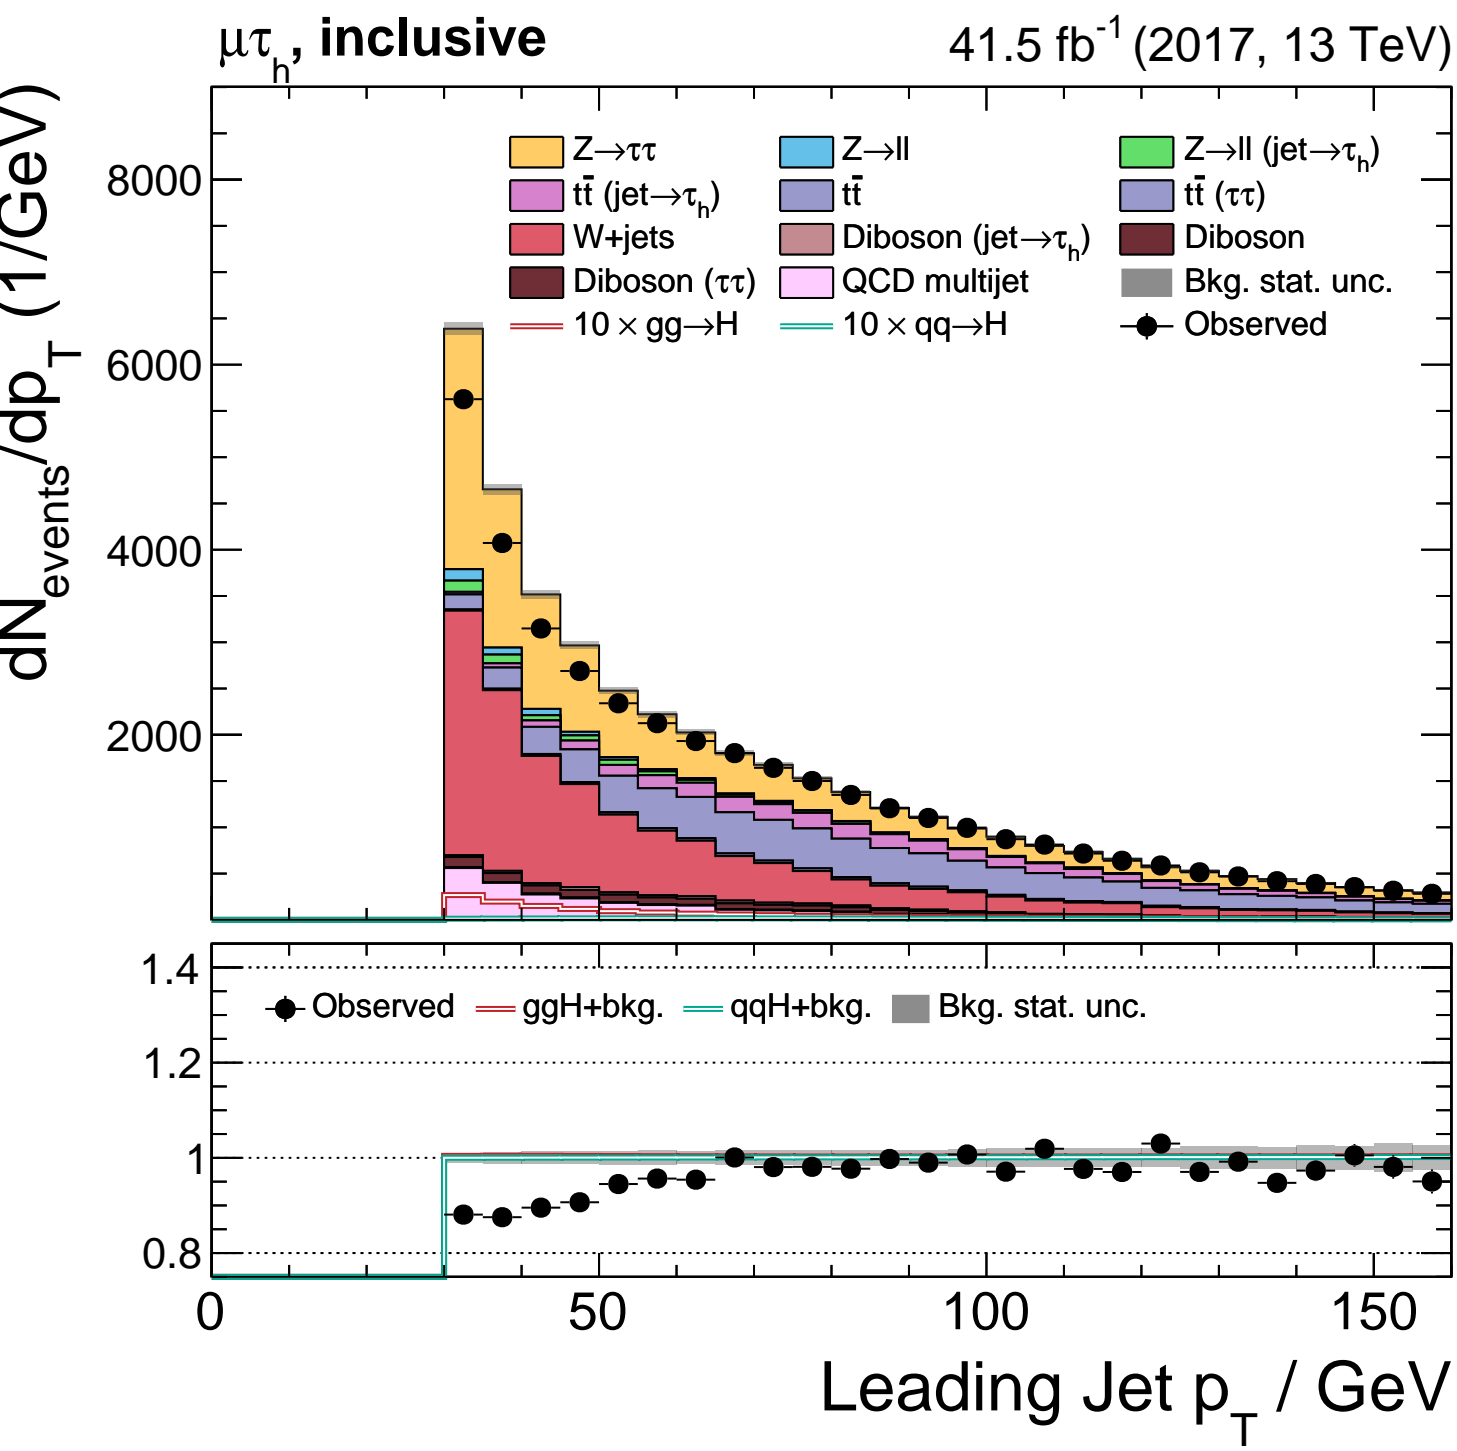 μτh, inclusive 41.5 fb-1 (2017, 13 TeV)
dNevents/dpT (1/GeV)
8000
6000
4000
2000
Z→ττ Z→ll Z→ll (jet→τh)
tt̄ (jet→τh) tt̄ tt̄ (ττ)
W+jets Diboson (jet→τh) Diboson
Diboson (ττ) QCD multijet Bkg. stat. unc.
10 × gg→H 10 × qq→H Observed
1.4
1.2
1
0.8
Observed ggH+bkg. qqH+bkg. Bkg. stat. unc.
0 50 100 150
Leading Jet pT / GeV